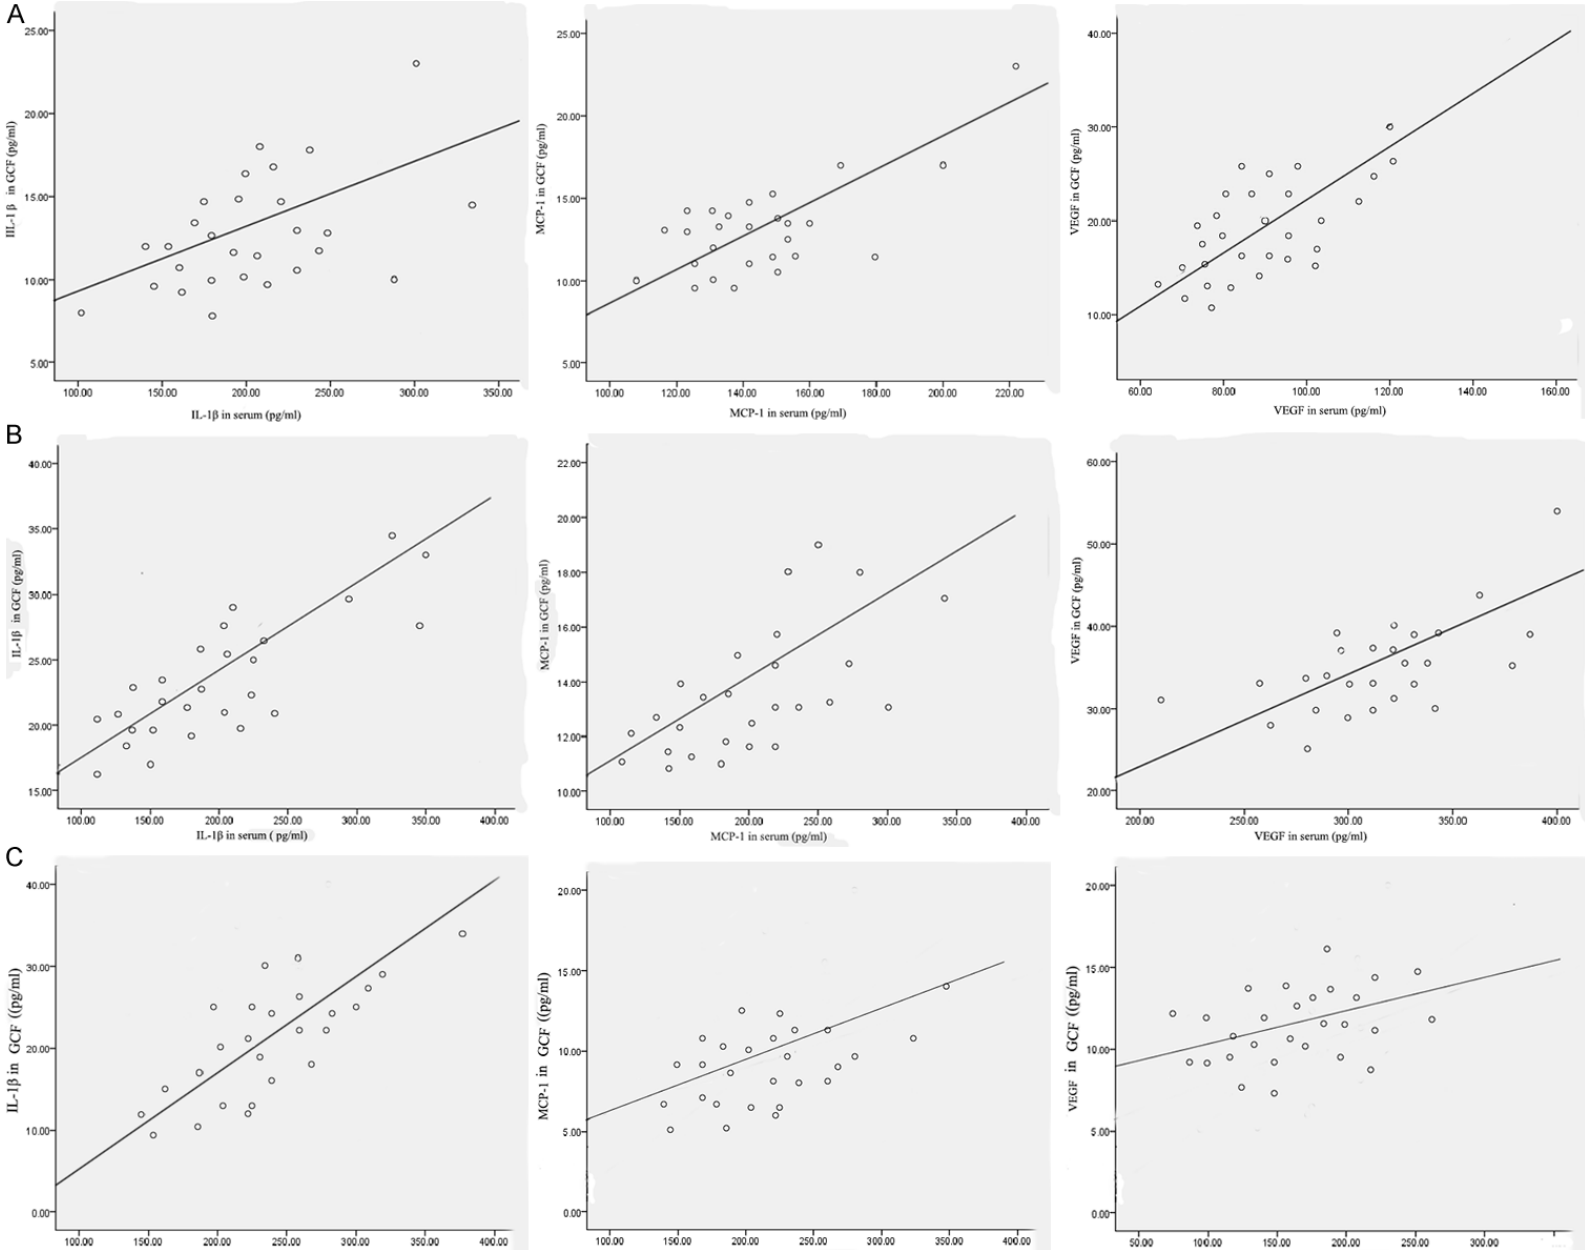 A
25.00
20.00
15.00
10.00
5.00
IIL-1 β in GCF (pg/ml)
100.00 150.00 200.00 250.00 300.00 350.00
IL-1β in serum (pg/ml)
25.00
20.00
15.00
10.00
5.00
MCP-1 in GCF (pg/ml)
100.00 120.00 140.00 160.00 180.00 200.00 220.00
MCP-1 in serum (pg/ml)
40.00
30.00
20.00
10.00
VEGF in GCF (pg/ml)
60.00 80.00 100.00 120.00 140.00 160.00
VEGF in serum (pg/ml)
B
40.00
35.00
30.00
25.00
20.00
15.00
IL-1β in GCF (pg/ml)
100.00 150.00 200.00 250.00 300.00 350.00 400.00
IL-1β in serum ( pg/ml)
22.00
20.00
18.00
16.00
14.00
12.00
10.00
MCP-1 in GCF (pg/ml)
100.00 150.00 200.00 250.00 300.00 350.00 400.00
MCP-1 in serum (pg/ml)
60.00
50.00
40.00
30.00
20.00
VEGF in GCF (pg/ml)
200.00 250.00 300.00 350.00 400.00
VEGF in serum (pg/ml)
C
40.00
30.00
20.00
10.00
0.00
IL-1β in GCF ((pg/ml)
100.00 150.00 200.00 250.00 300.00 350.00 400.00
20.00
15.00
10.00
5.00
0.00
MCP-1 in GCF ((pg/ml)
100.00 150.00 200.00 250.00 300.00 350.00 400.00
20.00
15.00
10.00
5.00
0.00
VEGF in GCF ((pg/ml)
50.00 100.00 150.00 200.00 250.00 300.00